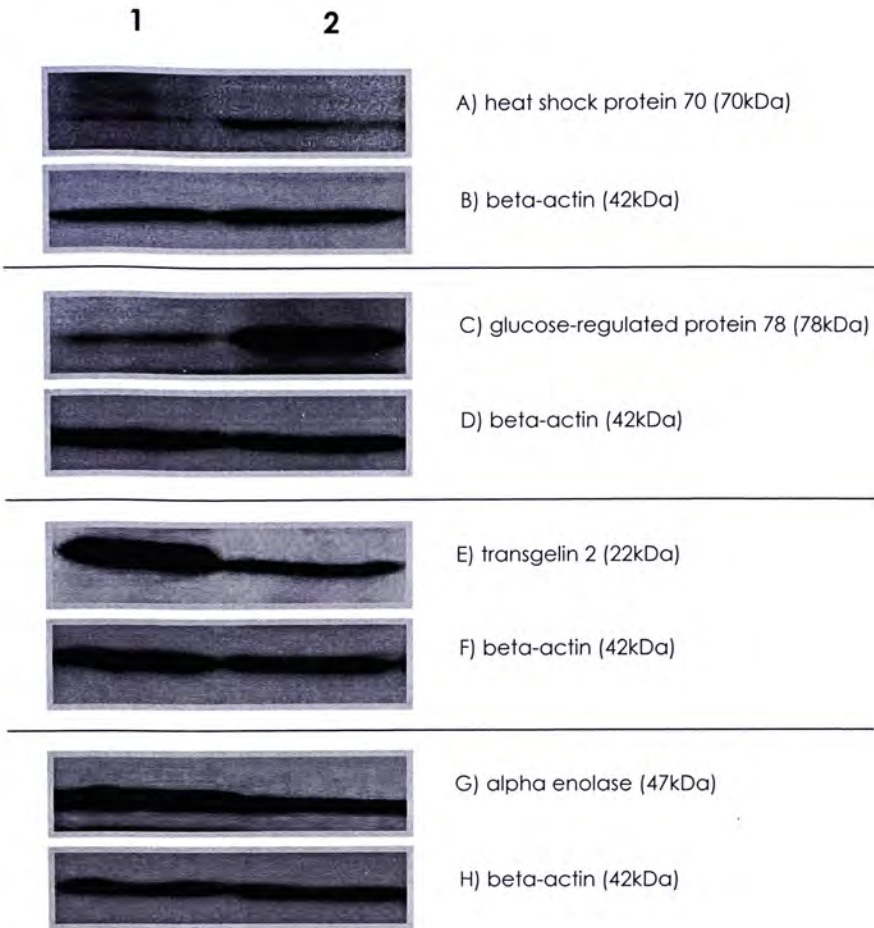 1 2
A) heat shock protein 70 (70kDa)
B) beta-actin (42kDa)
C) glucose-regulated protein 78 (78kDa)
D) beta-actin (42kDa)
E) transgelin 2 (22kDa)
F) beta-actin (42kDa)
G) alpha enolase (47kDa)
H) beta-actin (42kDa)